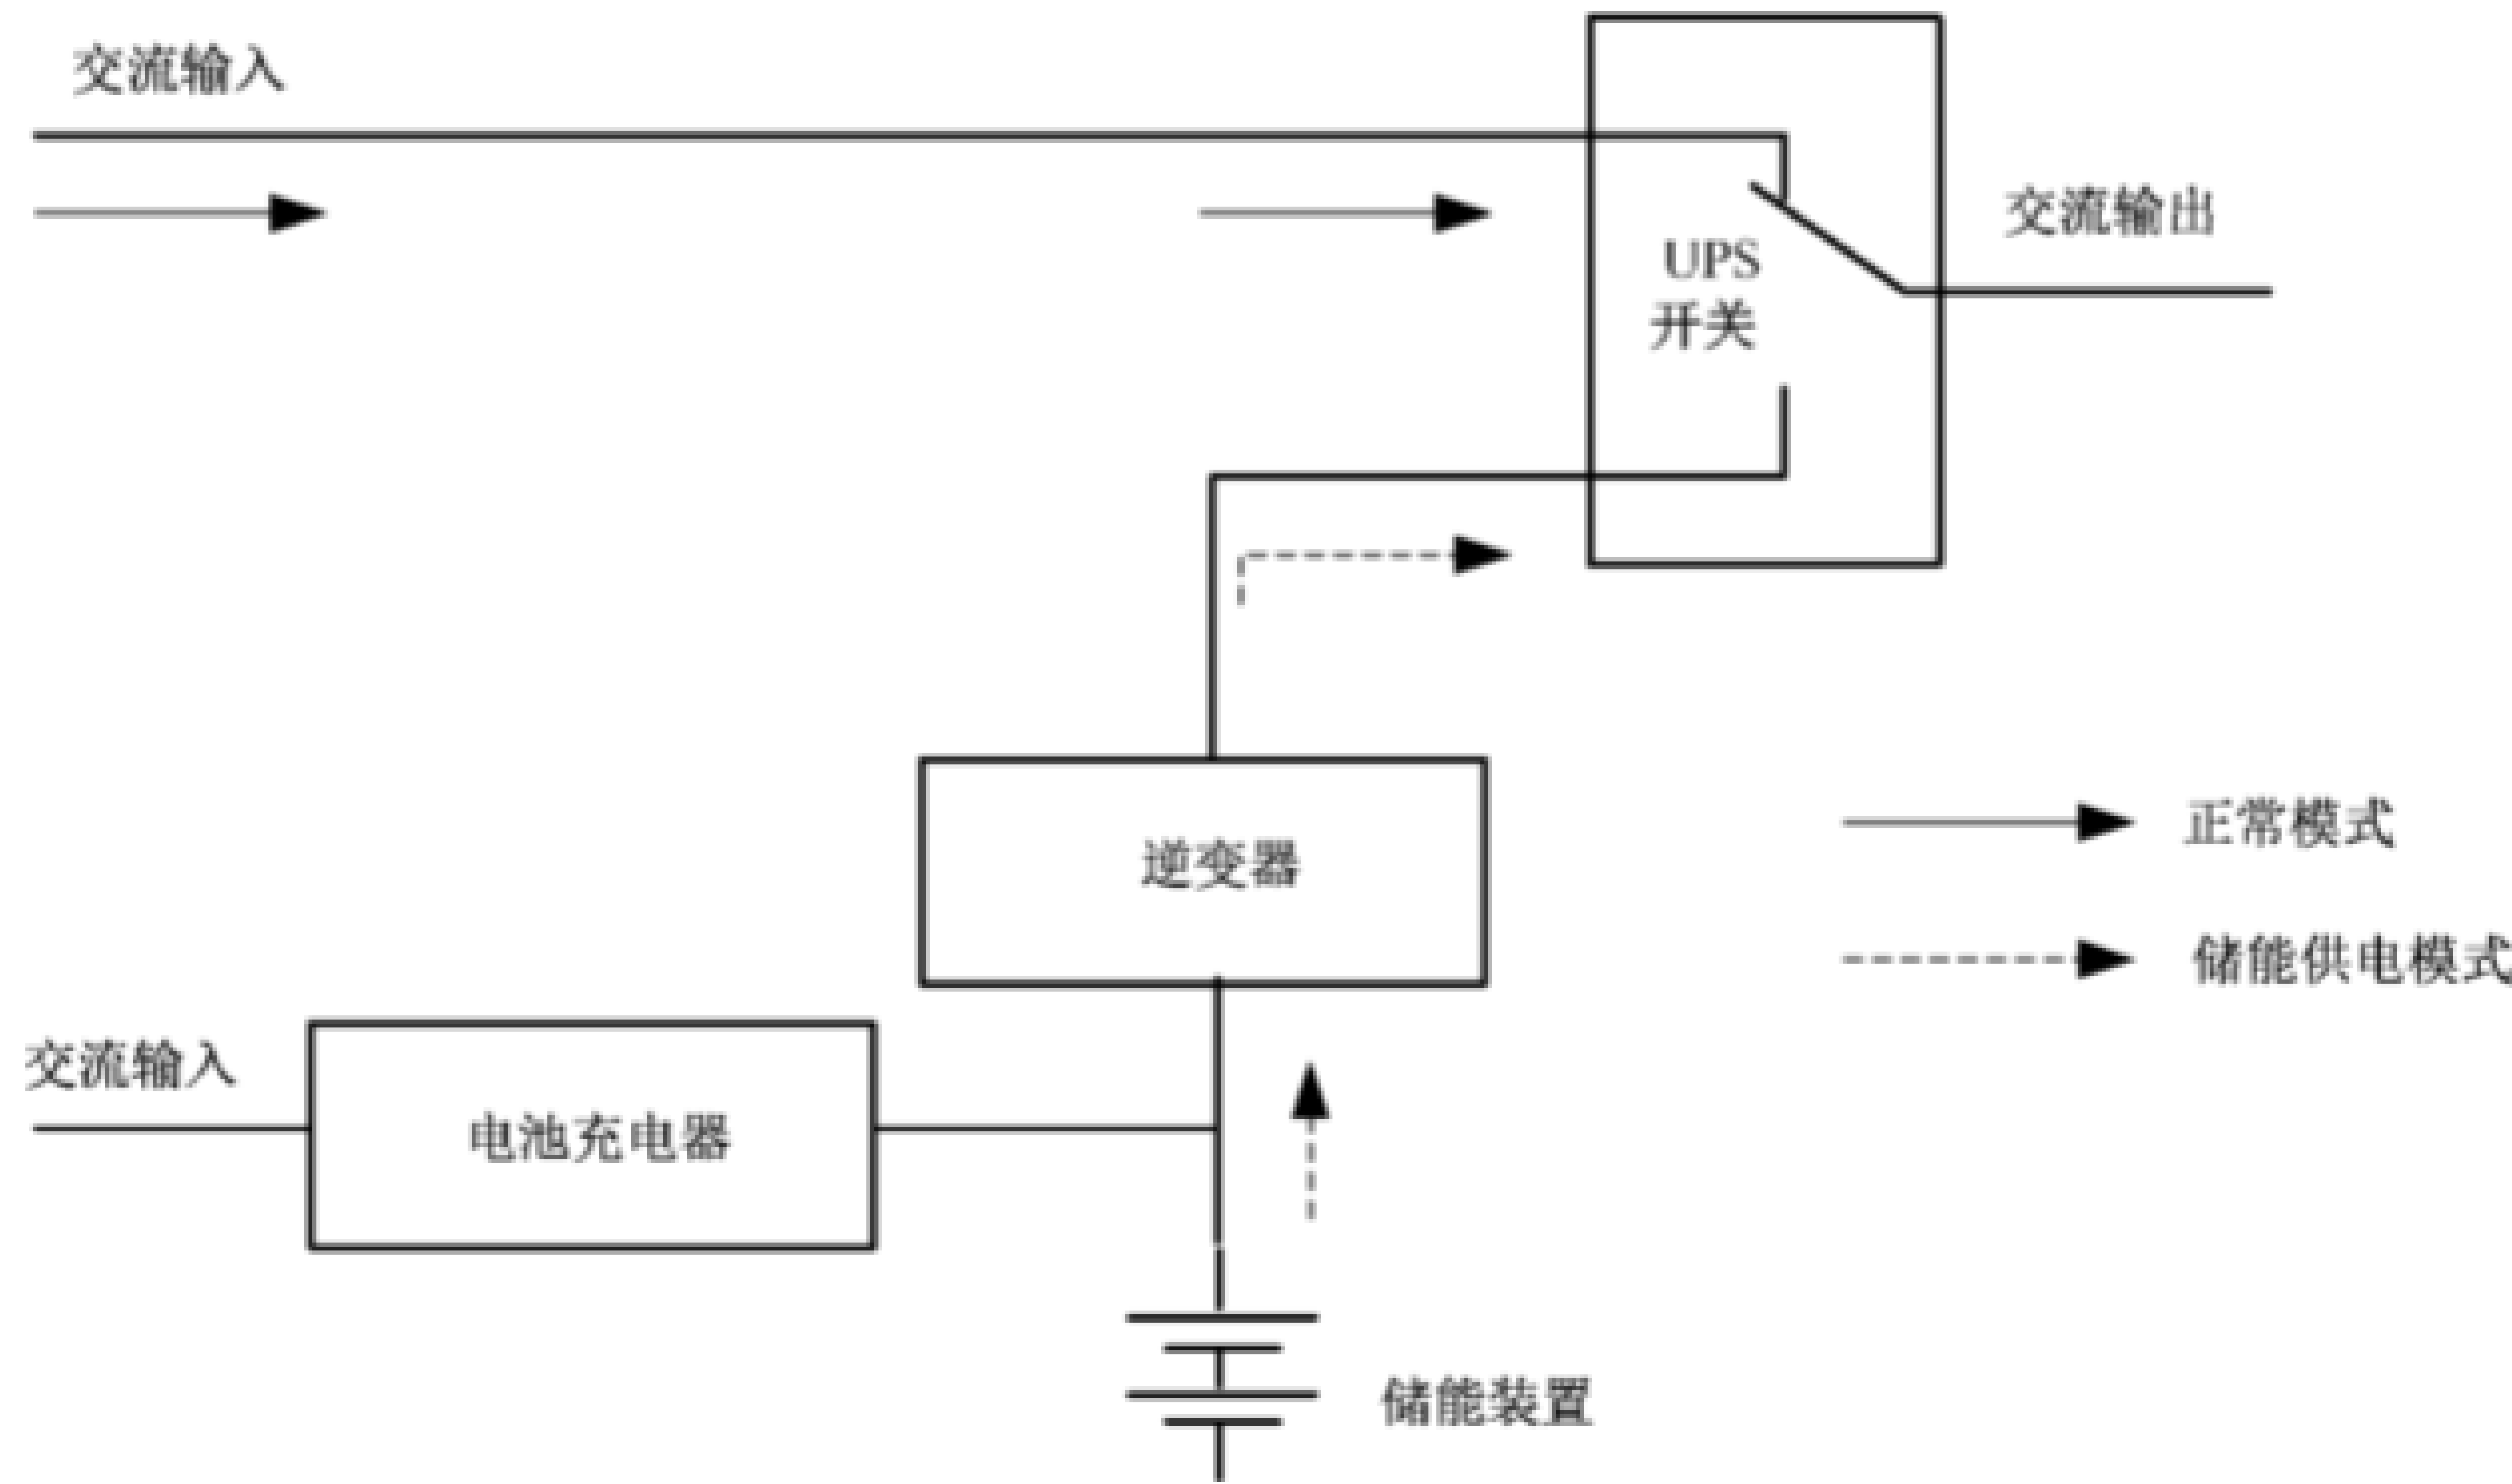 交流输入
交流输出
UPS
开关
逆变器
正常模式
储能供电模式
交流输入
电池充电器
储能装置